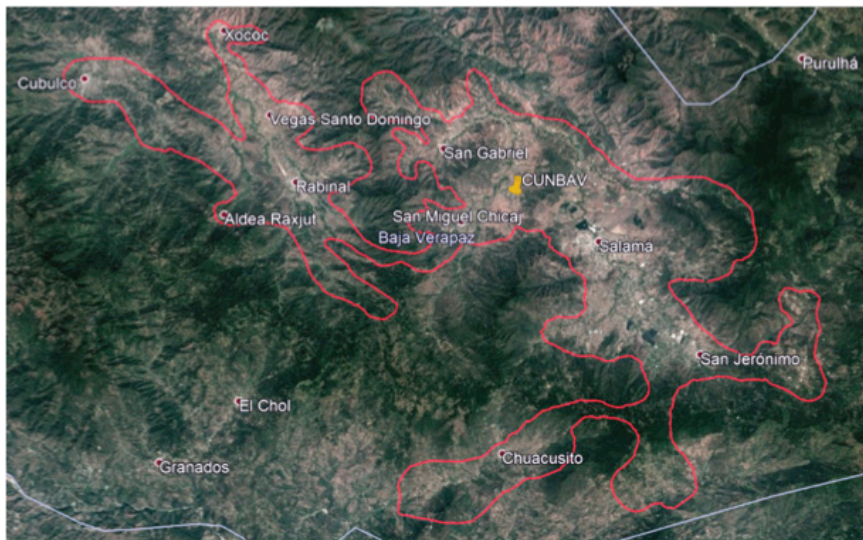 Xococ
Purulhá
Cubulco
Vegas Santo Domingo
San Gabriel
CUNBAV
Rabinal
Aldea Raxjut
San Miguel Chicaj
Baja Verapaz
Salamá
San Jerónimo
El Chol
Chuacusito
Granados